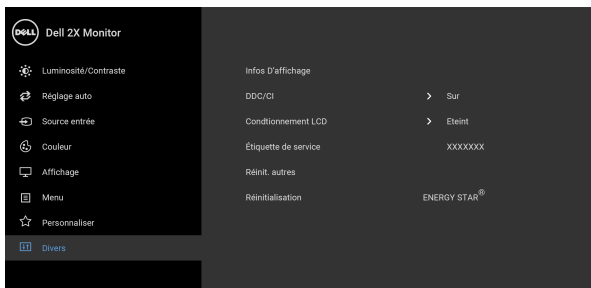 DELL Dell 2X Monitor
Luminosité/Contraste Infos D'affichage
Réglage auto DDC/CI Sur
Source entrée Condtionnement LCD Eteint
Couleur Étiquette de service XXXXXXX
Affichage Réinit. autres
Menu Réinitialisation ENERGY STAR®
Personnaliser
Divers